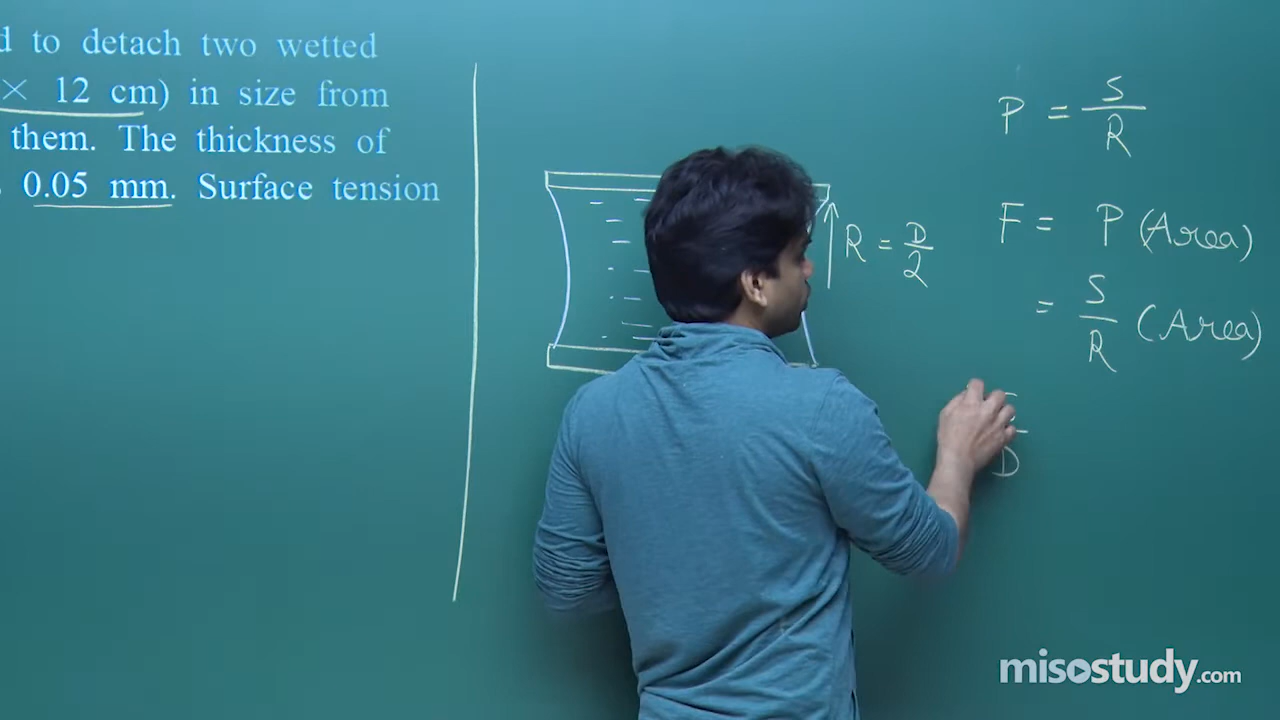 d to detach two wetted
× 12 cm) in size from
them. The thickness of
0.05 mm. Surface tension
P = S/R
R = D/2
F = P (Area)
= S/R (Area)
D
misostudy.com